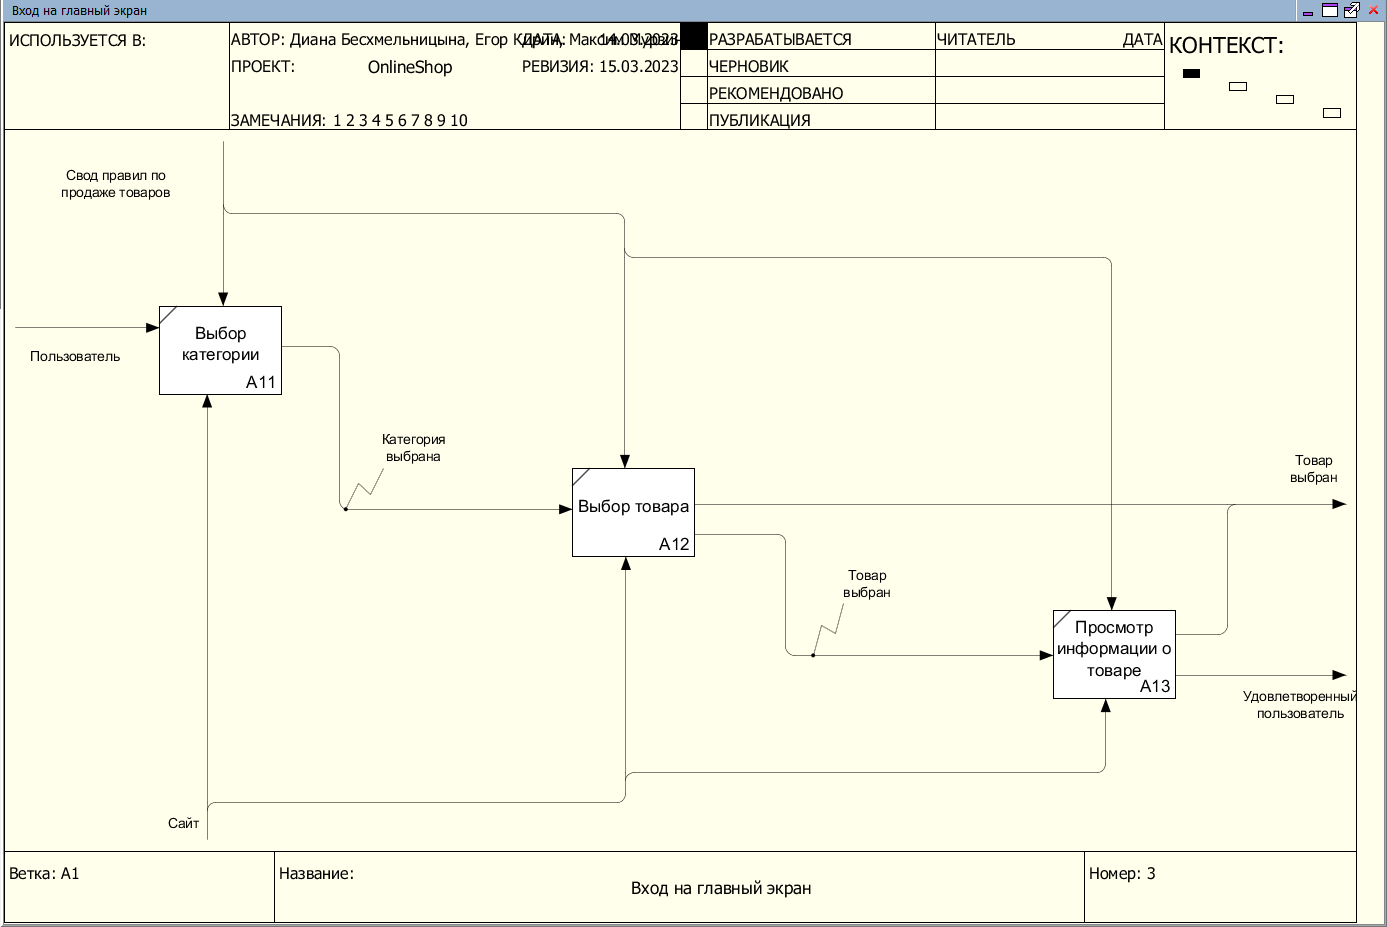 Вход на главный экран
ИСПОЛЬЗУЕТСЯ В:
АВТОР: Диана Бесхмельницына, Егор
ДАТА: 14.03.2023
ПРОЕКТ: OnlineShop
РЕВИЗИЯ: 15.03.2023
ЗАМЕЧАНИЯ: 1 2 3 4 5 6 7 8 9 10
РАЗРАБАТЫВАЕТСЯ
ЧЕРНОВИК
РЕКОМЕНДОВАНО
ПУБЛИКАЦИЯ
ЧИТАТЕЛЬ ДАТА
КОНТЕКСТ:
Свод правил по
продаже товаров
Пользователь
Выбор
категории
A11
Категория
выбрана
Выбор товара
A12
Товар
выбран
Товар
выбран
Просмотр
информации о
товаре
A13
Удовлетворенный
пользователь
Сайт
Ветка: A1
Название:
Вход на главный экран
Номер: 3